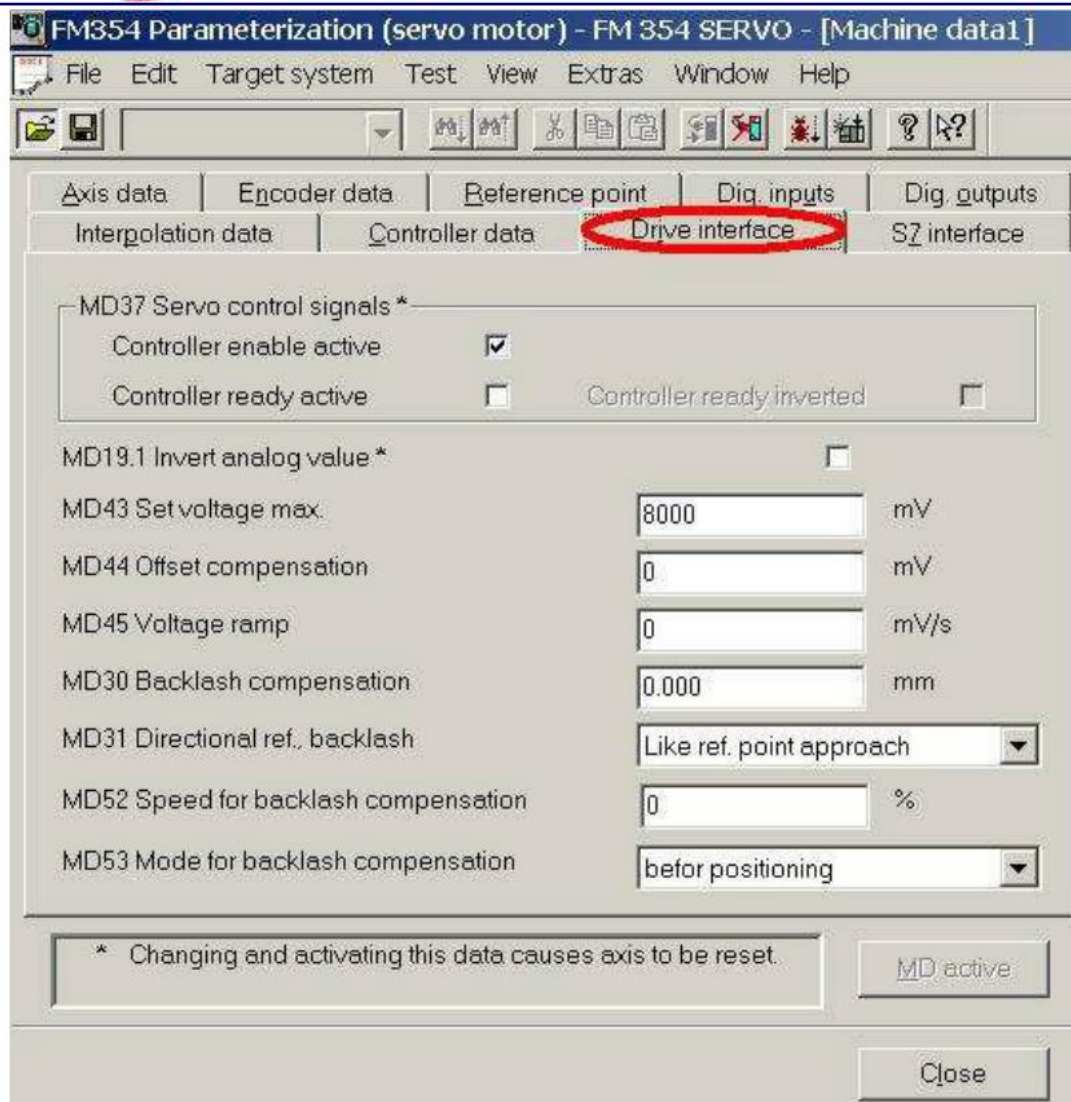 FM354 Parameterization (servo motor) - FM 354 SERVO - [Machine data1]
File Edit Target system Test View Extras Window Help
Axis data Encoder data Reference point Dig. inputs Dig. outputs
Interpolation data Controller data Drive interface S7 interface
MD37 Servo control signals *
Controller enable active
Controller ready active Controller ready inverted
MD19.1 Invert analog value *
MD43 Set voltage max. 8000 mV
MD44 Offset compensation 0 mV
MD45 Voltage ramp 0 mV/s
MD30 Backlash compensation 0.000 mm
MD31 Directional ref., backlash Like ref. point approach
MD52 Speed for backlash compensation 0 %
MD53 Mode for backlash compensation befor positioning
* Changing and activating this data causes axis to be reset. MD active
Close